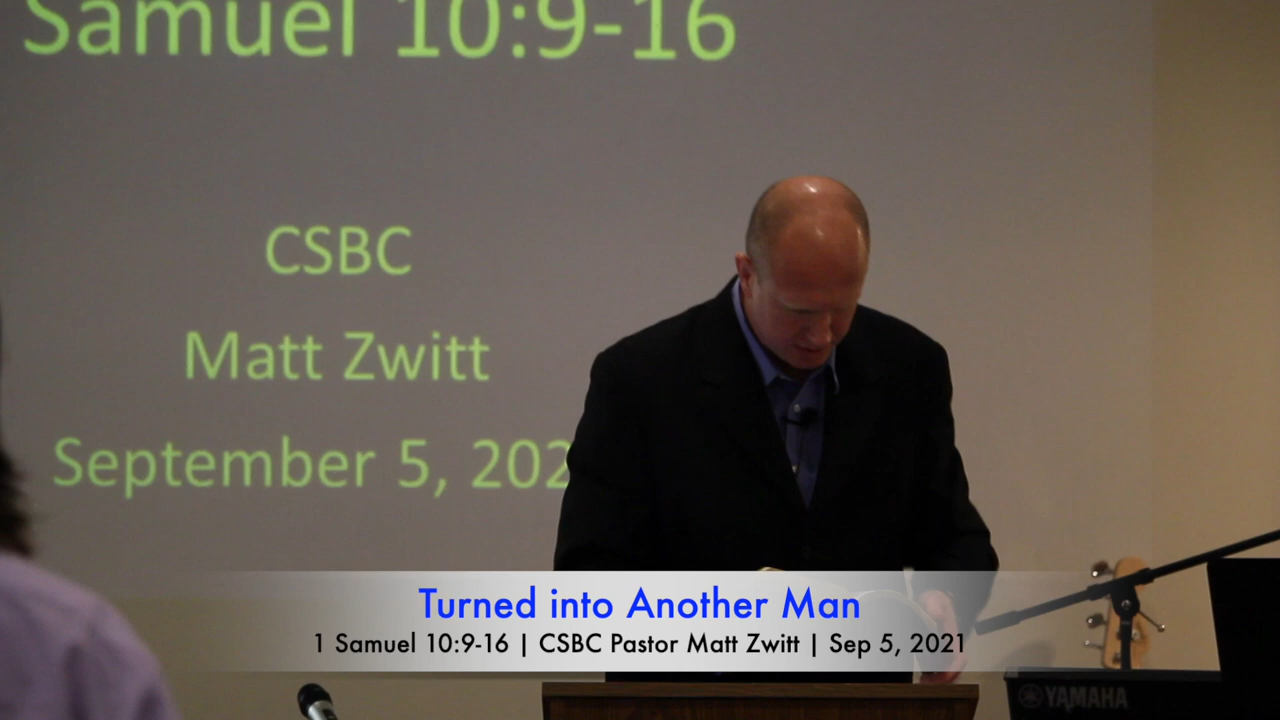 Samuel 10:9-16
CSBC
Matt Zwitt
September 5, 202
Turned into Another Man
1 Samuel 10:9-16 | CSBC Pastor Matt Zwitt | Sep 5, 2021
YAMAHA